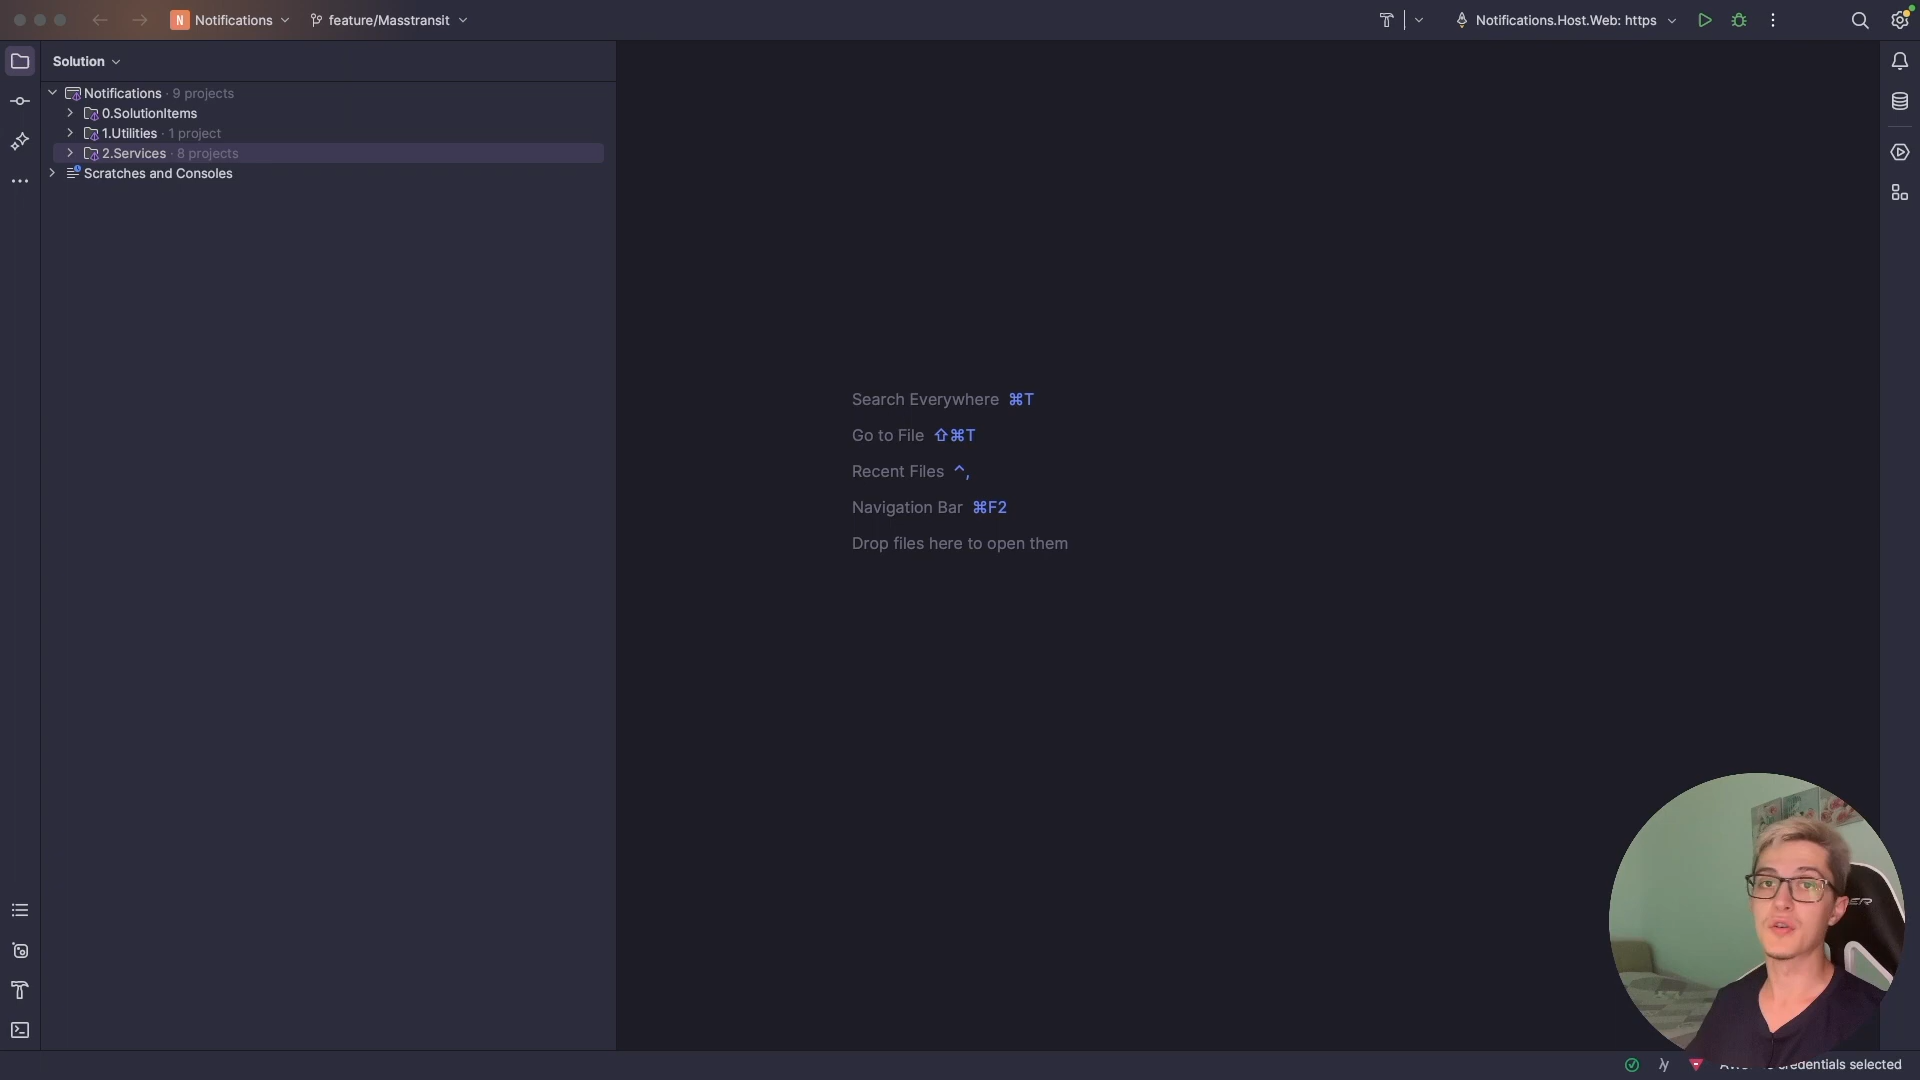 N Notifications
feature/Masstransit
Notifications.Host.Web: https
Solution
Notifications · 9 projects
0.SolutionItems
1.Utilities · 1 project
2.Services · 8 projects
Scratches and Consoles
Search Everywhere ⌘T
Go to File ⇧⌘T
Recent Files ⌃,
Navigation Bar ⌘F2
Drop files here to open them
credentials selected